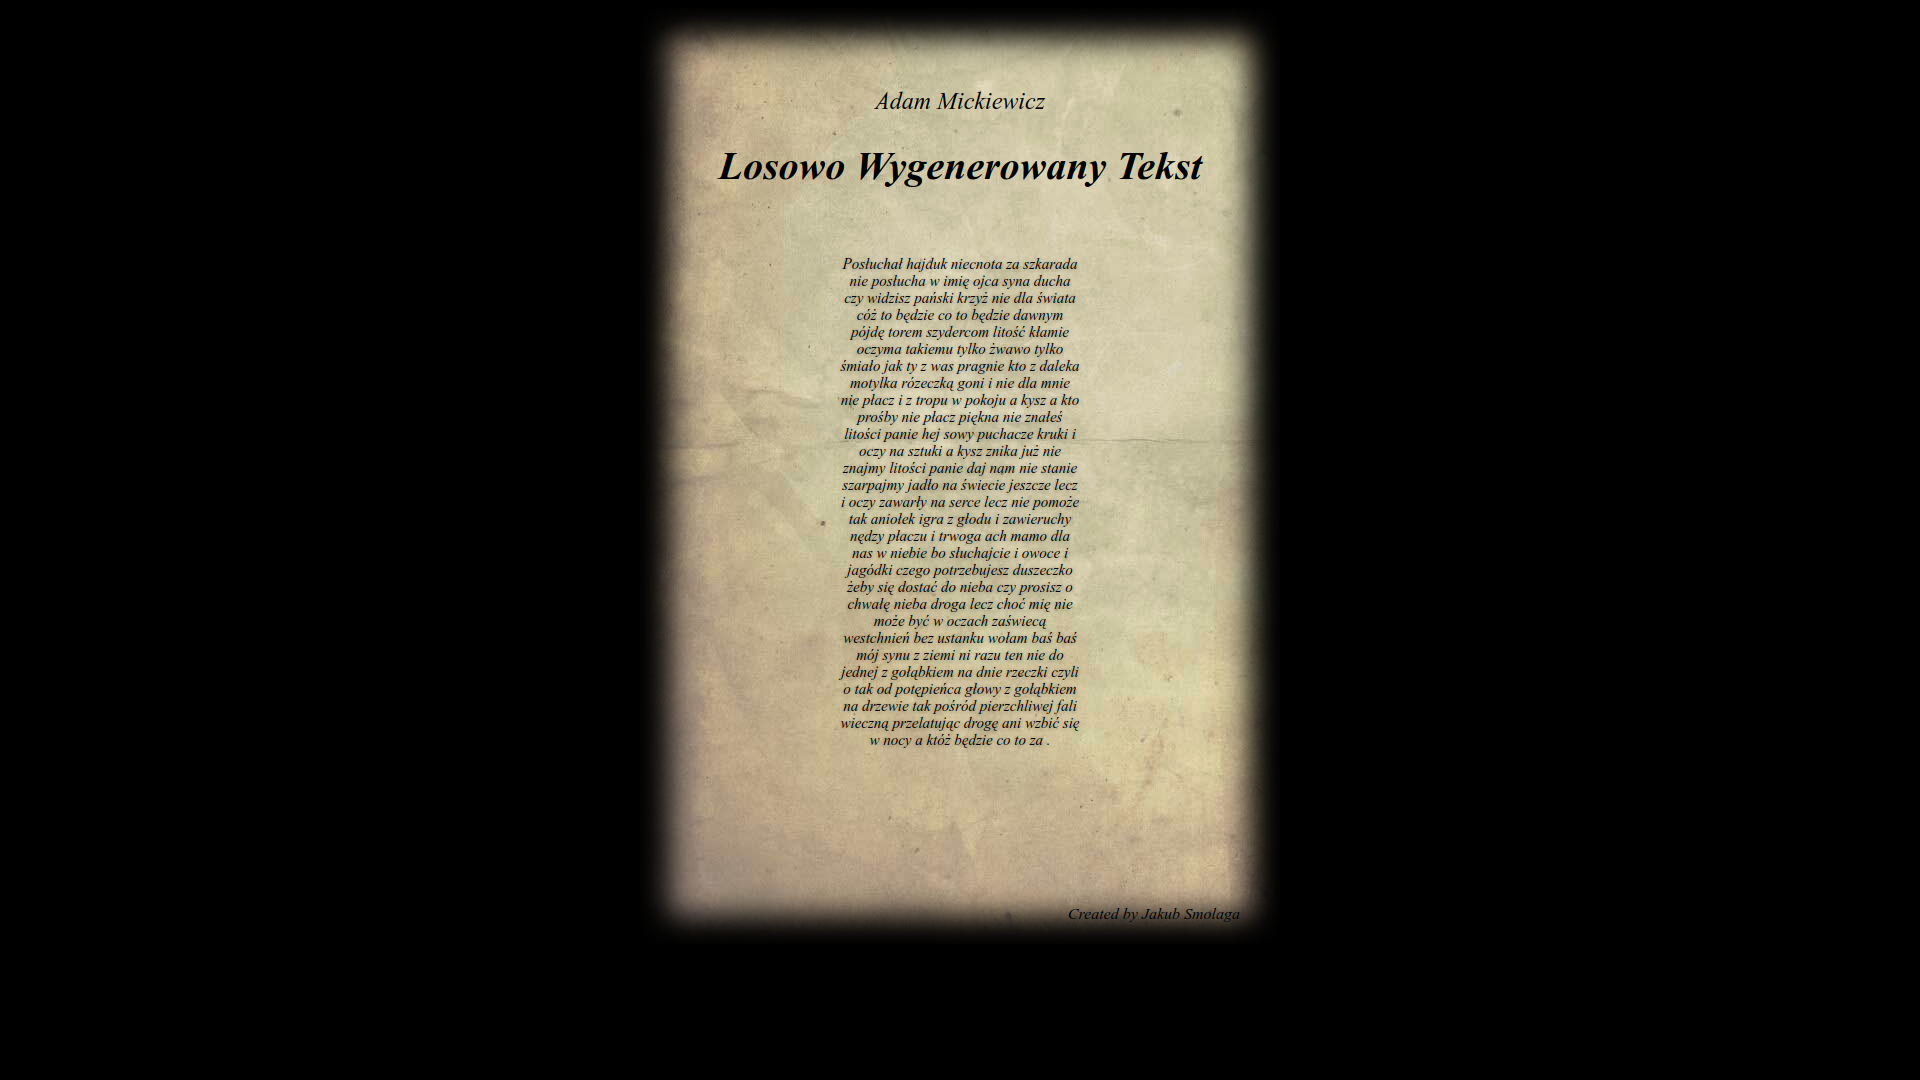 Adam Mickiewicz
Losowo Wygenerowany Tekst
Posłuchał hajduk niecnota za szkarada
nie posłucha w imię ojca syna ducha
czy widzisz pański krzyż nie dla świata
cóż to będzie co to będzie dawnym
pójdę torem szydercom litość kłamie
oczyma takiemu tylko żwawo tylko
śmiało jak ty z was pragnie kto z daleka
motylka rózeczką goni i nie dla mnie
nie płacz i z tropu w pokoju a kysz a kto
prośby nie płacz piękna nie znałeś
litości panie hej sowy puchacze kruki i
oczy na sztuki a kysz znika już nie
znajmy litości panie daj nam nie stanie
szarpajmy jadło na świecie jeszcze lecz
i oczy zawarły na serce lecz nie pomoże
tak aniołek igra z głodu i zawieruchy
nędzy płaczu i trwoga ach mamo dla
nas w niebie bo słuchajcie i owoce i
jagódki czego potrzebujesz duszeczko
żeby się dostać do nieba czy prosisz o
chwałę nieba droga lecz choć mię nie
może być w oczach zaświecą
westchnień bez ustanku wołam baś baś
mój synu z ziemi ni razu ten nie do
jednej z gołąbkiem na dnie rzeczki czyli
o tak od potępieńca głowy z gołąbkiem
na drzewie tak pośród pierzchliwej fali
wieczną przelatując drogę ani wzbić się
w nocy a któż będzie co to za .
Created by Jakub Smolaga